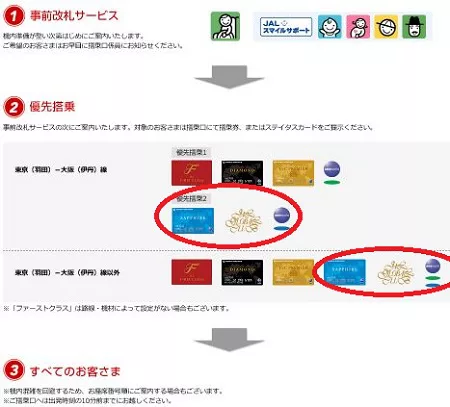 1 事前改札サービス
機内準備が整い次第はじめにご案内いたします。
ご希望のお客さまはお早目に搭乗口係員にお知らせください。
JAL スマイルサポート
2 優先搭乗
事前改札サービスの次にご案内いたします。対象のお客さまは搭乗口にて搭乗券、またはステイタスカードをご提示ください。
優先搭乗1
東京（羽田）－大阪（伊丹）線
F DIAMOND
優先搭乗2
SAPPHIRE
東京（羽田）－大阪（伊丹）線以外
F DIAMOND SAPPHIRE
※「ファーストクラス」は路線・機材によって設定がない場合もございます。
3 すべてのお客さま
※機内混雑を回避するため、お座席番号順にご案内する場合もございます。
※ご搭乗口へは出発時刻の10分前までにお越しください。